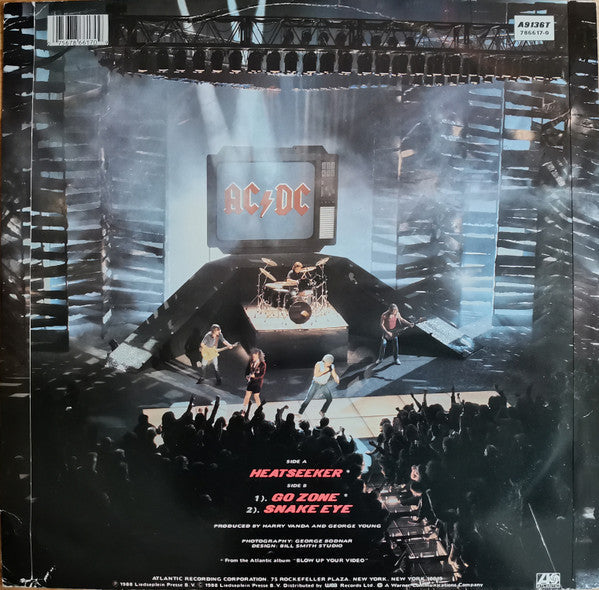 A9136T
786617-0
AC/DC
SIDE A
HEATSEEKER *
SIDE B
1). GO ZONE *
2). SNAKE EYE
PRODUCED BY HARRY VANDA AND GEORGE YOUNG
PHOTOGRAPHY: GEORGE BODNAR
DESIGN: BILL SMITH STUDIO
* From the Atlantic album "BLOW UP YOUR VIDEO"
ATLANTIC RECORDING CORPORATION, 75 ROCKEFELLER PLAZA, NEW YORK, NEW YORK
℗ 1988 Leidseplein Presse B.V. © 1988 Leidseplein Presse B.V. Distributed by Records Ltd. A Warner Communications Company